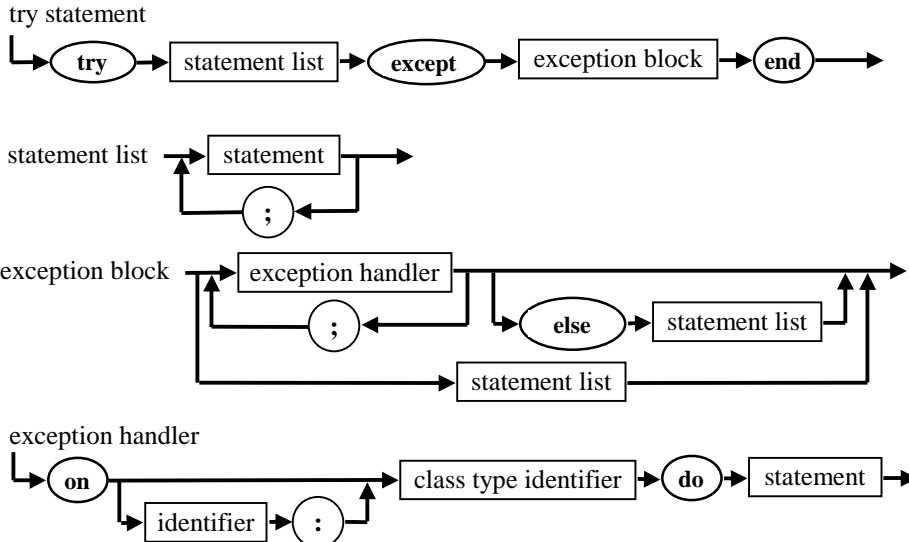 try statement
try statement list except exception block end
statement list statement
;
exception block exception handler
; else statement list
statement list
exception handler
on class type identifier do statement
identifier :